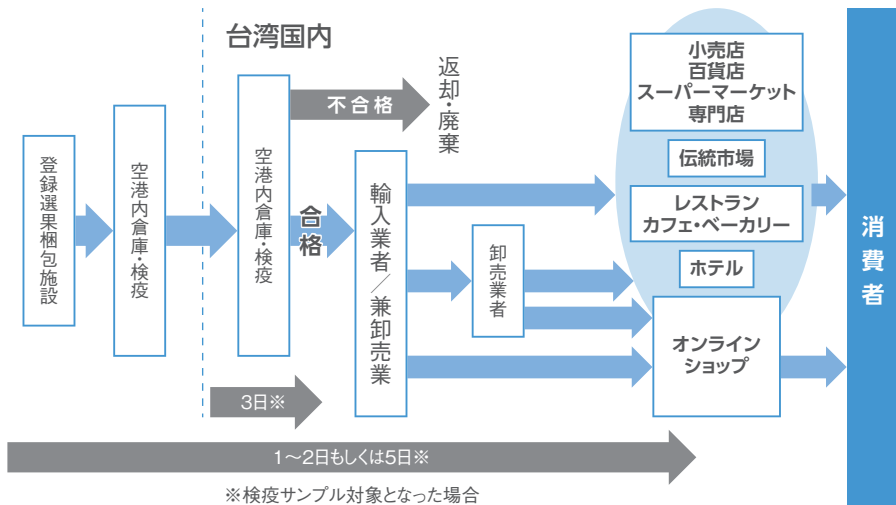 台湾国内
登録選果梱包施設
空港内倉庫・検疫
空港内倉庫・検疫
不合格
返却・廃棄
合格
輸入業者／兼卸売業
卸売業者
小売店
百貨店
スーパーマーケット
専門店
伝統市場
レストラン
カフェ・ベーカリー
ホテル
オンライン
ショップ
消費者
3日※
1～2日もしくは5日※
※検疫サンプル対象となった場合